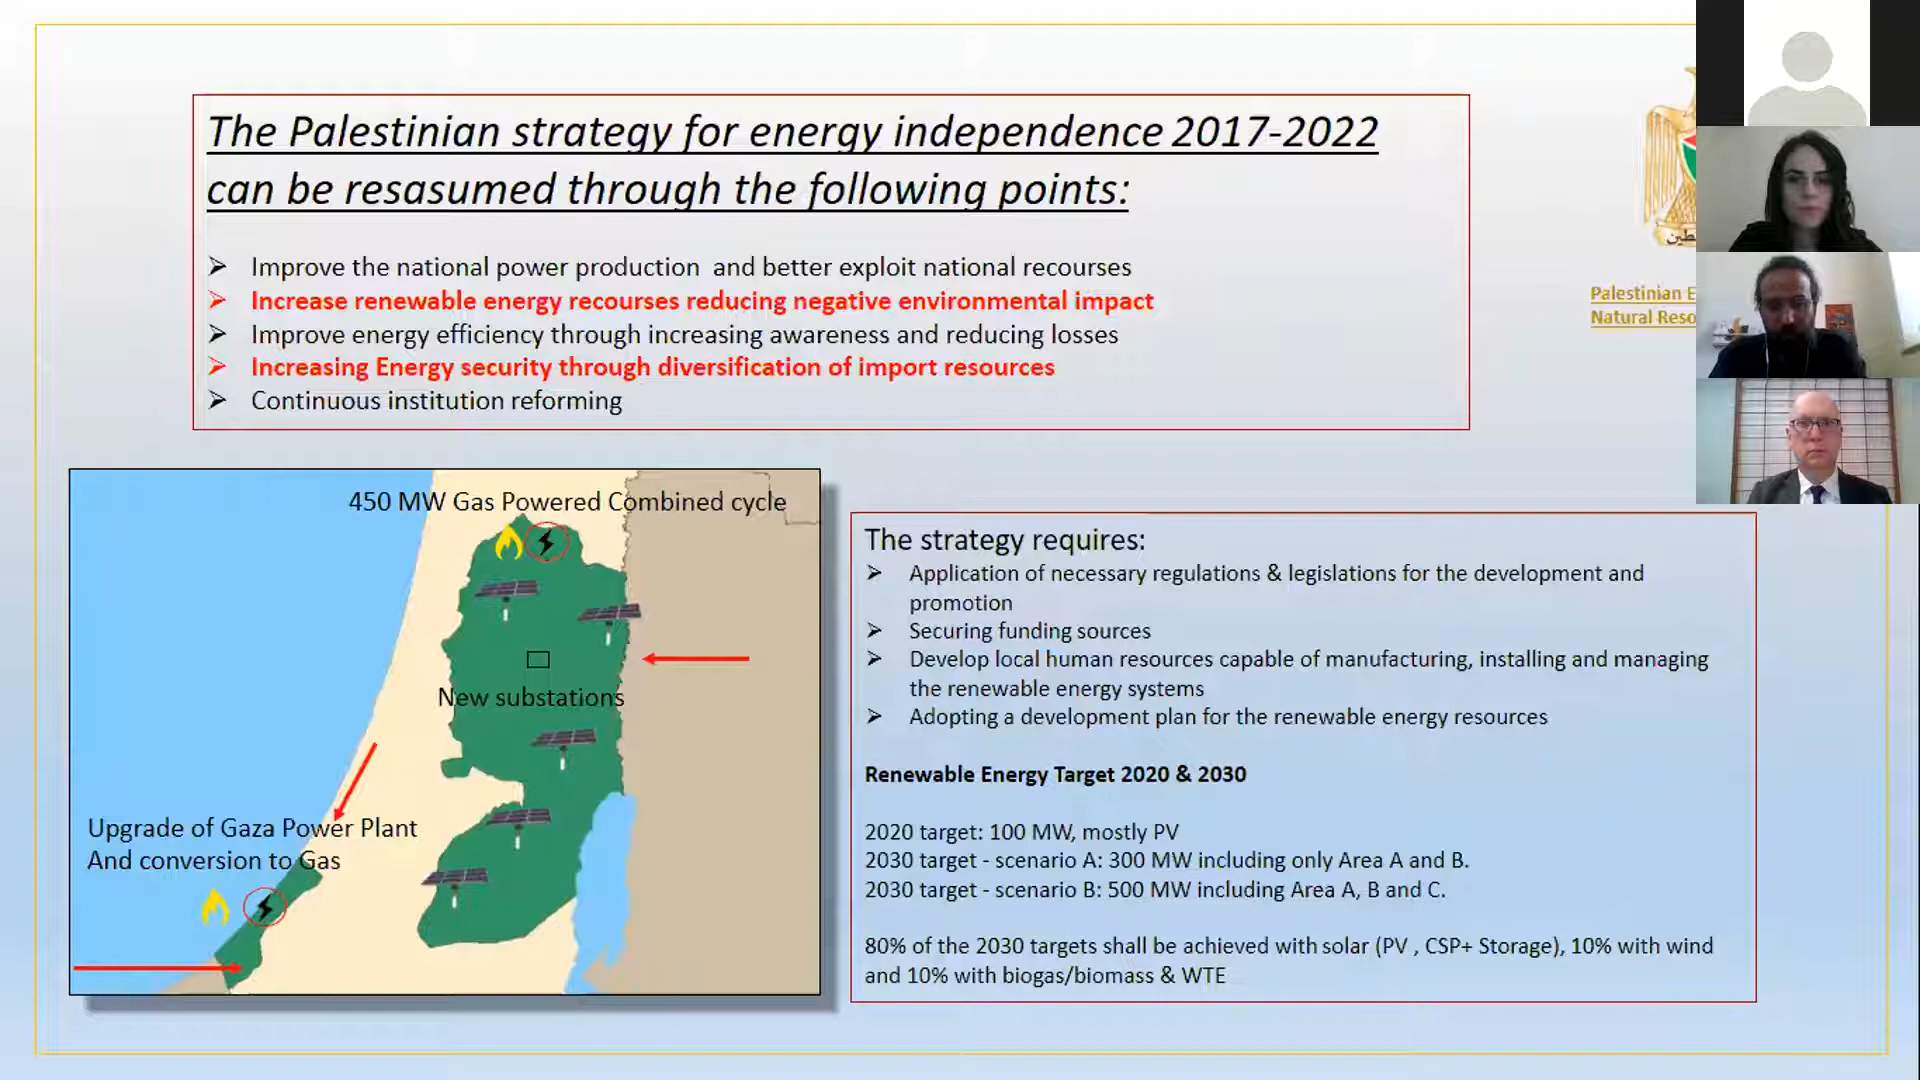 The Palestinian strategy for energy independence 2017-2022
can be resasumed through the following points:
➢ Improve the national power production and better exploit national recourses
➢ Increase renewable energy recourses reducing negative environmental impact
➢ Improve energy efficiency through increasing awareness and reducing losses
➢ Increasing Energy security through diversification of import resources
➢ Continuous institution reforming
Palestinian E
Natural Reso
450 MW Gas Powered Combined cycle
New substations
Upgrade of Gaza Power Plant
And conversion to Gas
The strategy requires:
➢ Application of necessary regulations & legislations for the development and
promotion
➢ Securing funding sources
➢ Develop local human resources capable of manufacturing, installing and managing
the renewable energy systems
➢ Adopting a development plan for the renewable energy resources
Renewable Energy Target 2020 & 2030
2020 target: 100 MW, mostly PV
2030 target - scenario A: 300 MW including only Area A and B.
2030 target - scenario B: 500 MW including Area A, B and C.
80% of the 2030 targets shall be achieved with solar (PV , CSP+ Storage), 10% with wind
and 10% with biogas/biomass & WTE